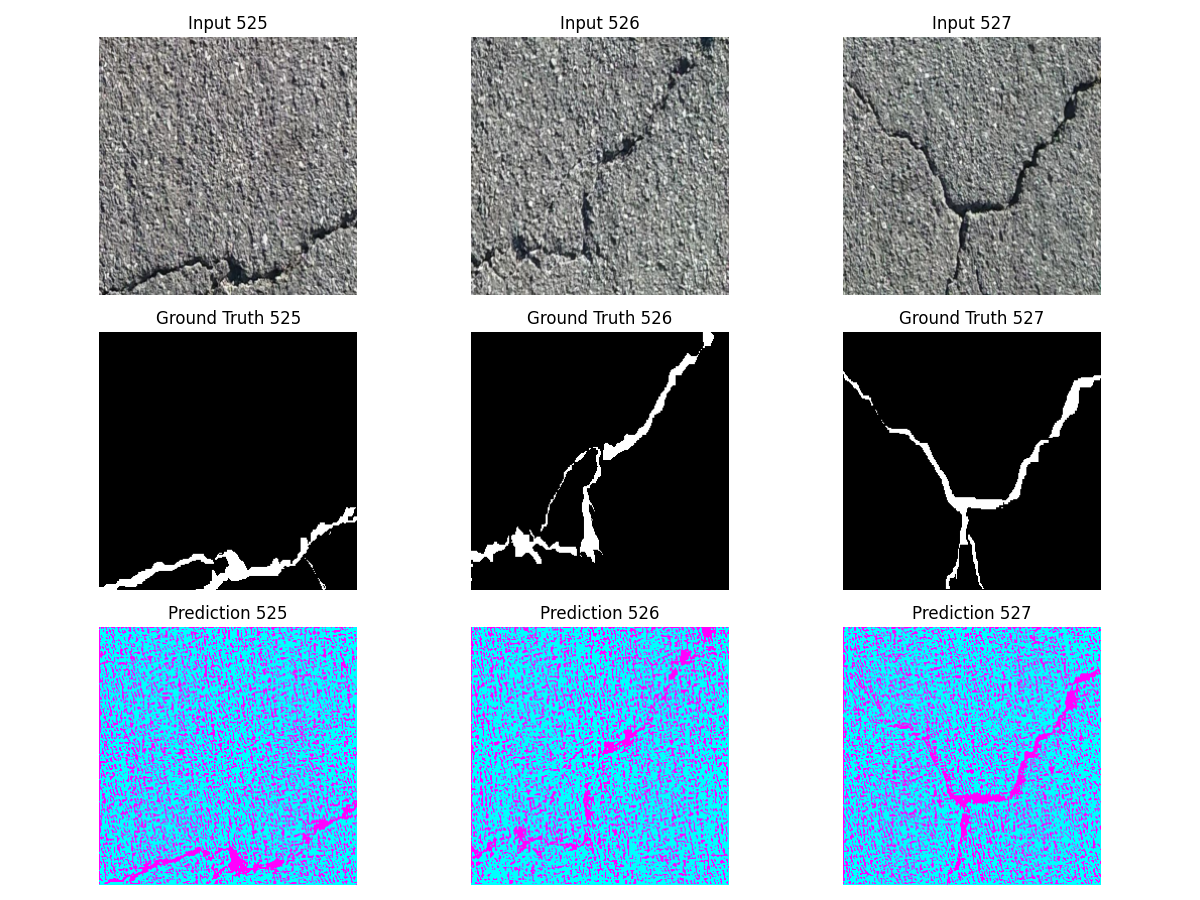 Input 525
Input 526
Input 527
Ground Truth 525
Ground Truth 526
Ground Truth 527
Prediction 525
Prediction 526
Prediction 527